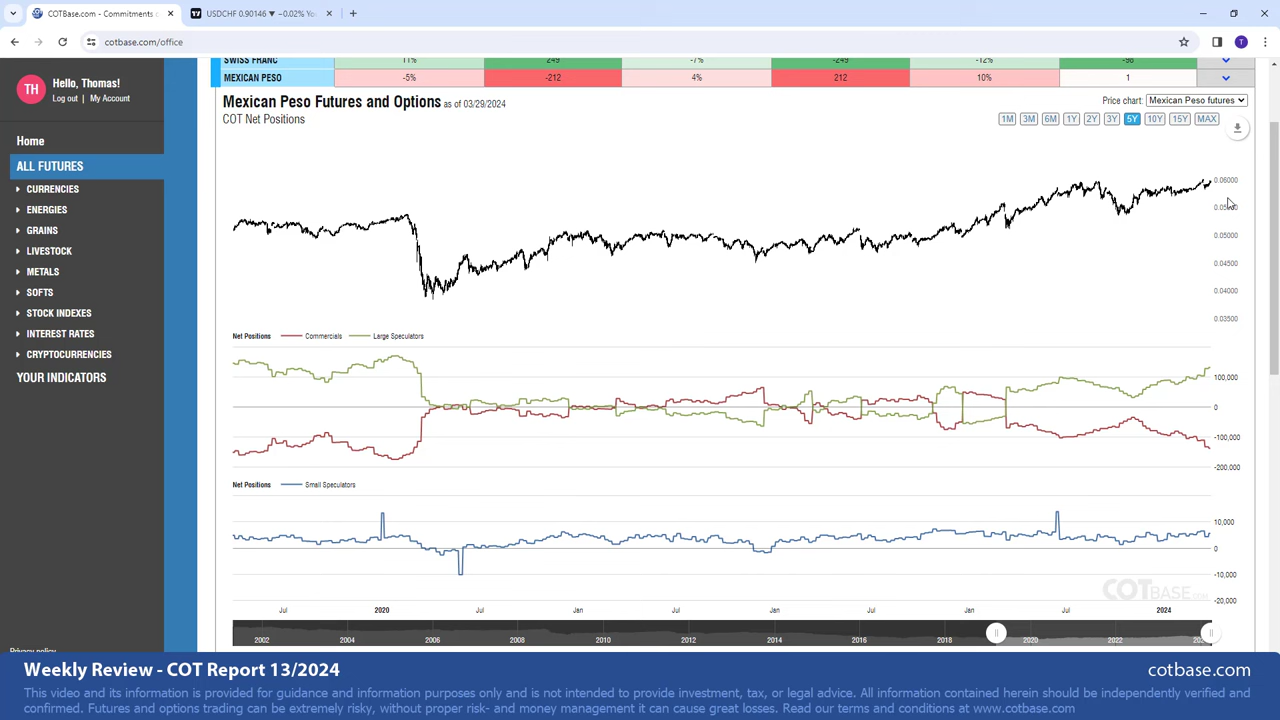 COTBase.com - Commitments o
USDCHF 0.90146 ▼ −0.02% Yo
cotbase.com/office
Hello, Thomas!
TH
Log out | My Account
Home
ALL FUTURES
CURRENCIES
ENERGIES
GRAINS
LIVESTOCK
METALS
SOFTS
STOCK INDEXES
INTEREST RATES
CRYPTOCURRENCIES
YOUR INDICATORS
SWISS FRANC 11% 249 -7% -249 -12% -98
MEXICAN PESO -5% -212 4% 212 10% 1
Mexican Peso Futures and Options as of 03/29/2024
Price chart: Mexican Peso futures
COT Net Positions
1M 3M 6M 1Y 2Y 3Y 5Y 10Y 15Y MAX
0.06000
0.05000
0.04500
0.04000
0.03500
Net Positions Commercials Large Speculators
100,000
0
-100,000
-200,000
Net Positions Small Speculators
10,000
0
-10,000
-20,000
COTBASE.COM
Jul 2020 Jul Jan Jul Jan Jul Jan Jul 2024
2002 2004 2006 2008 2010 2012 2014 2016 2018 2020 2022
Weekly Review - COT Report 13/2024
cotbase.com
This video and its information is provided for guidance and information purposes only and is not intended to provide investment, tax, or legal advice. All information contained herein should be independently verified and
confirmed. Futures and options trading can be extremely risky, without proper risk- and money management it can cause great losses. Read our terms and conditions at www.cotbase.com